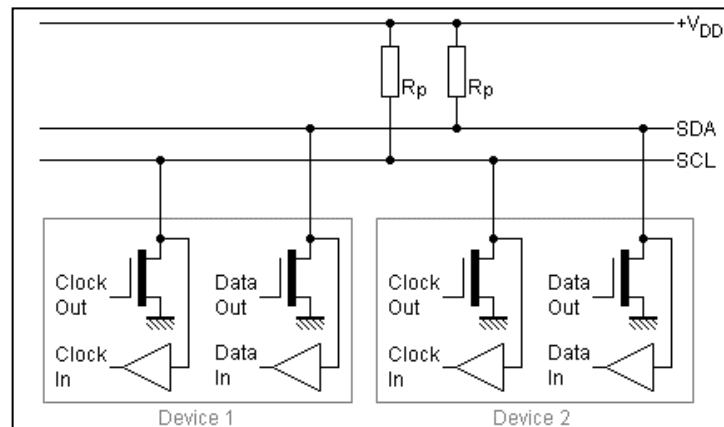 +VDD
Rp
Rp
SDA
SCL
Clock
Out
Data
Out
Clock
Out
Data
Out
Clock
In
Data
In
Clock
In
Data
In
Device 1
Device 2